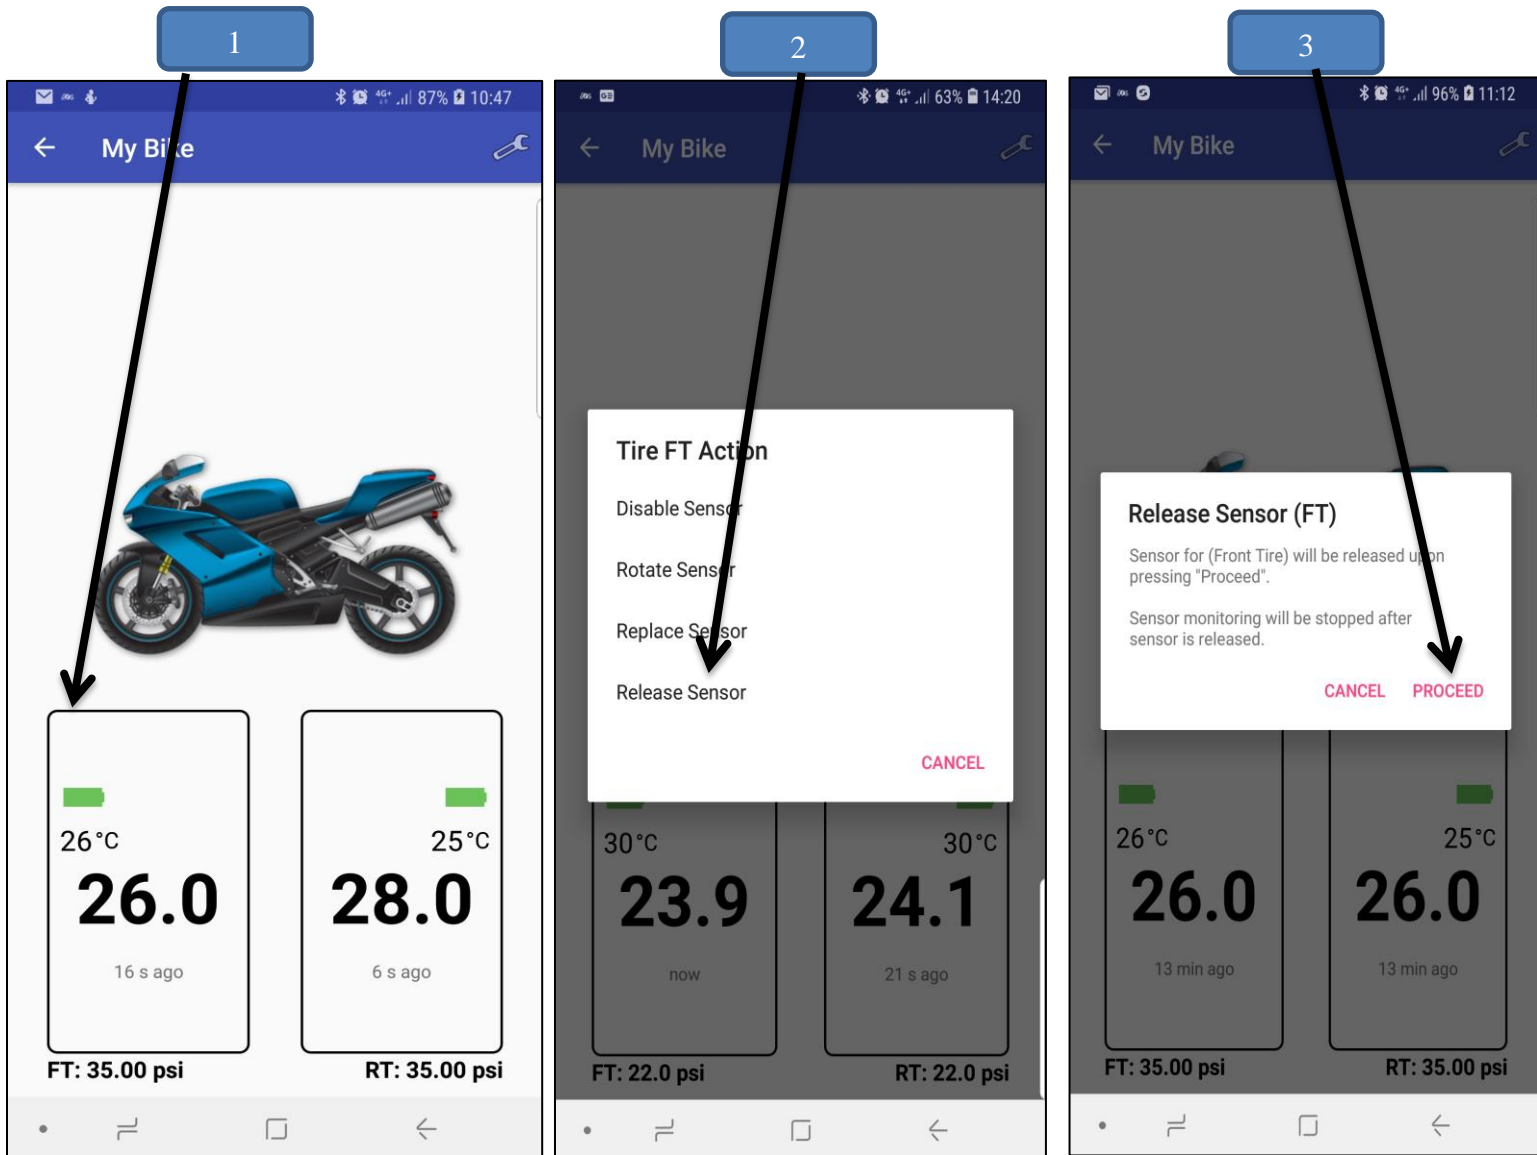 1
2
3
87% 10:47
My Bike
26°C
26.0
16 s ago
25°C
28.0
6 s ago
FT: 35.00 psi
RT: 35.00 psi
63% 14:20
My Bike
Tire FT Action
Disable Sensor
Rotate Sensor
Replace Sensor
Release Sensor
CANCEL
30°C
23.9
now
30°C
24.1
21 s ago
FT: 22.0 psi
RT: 22.0 psi
96% 11:12
My Bike
Release Sensor (FT)
Sensor for (Front Tire) will be released upon
pressing "Proceed".
Sensor monitoring will be stopped after
sensor is released.
CANCEL PROCEED
26°C
26.0
13 min ago
25°C
26.0
13 min ago
FT: 35.00 psi
RT: 35.00 psi